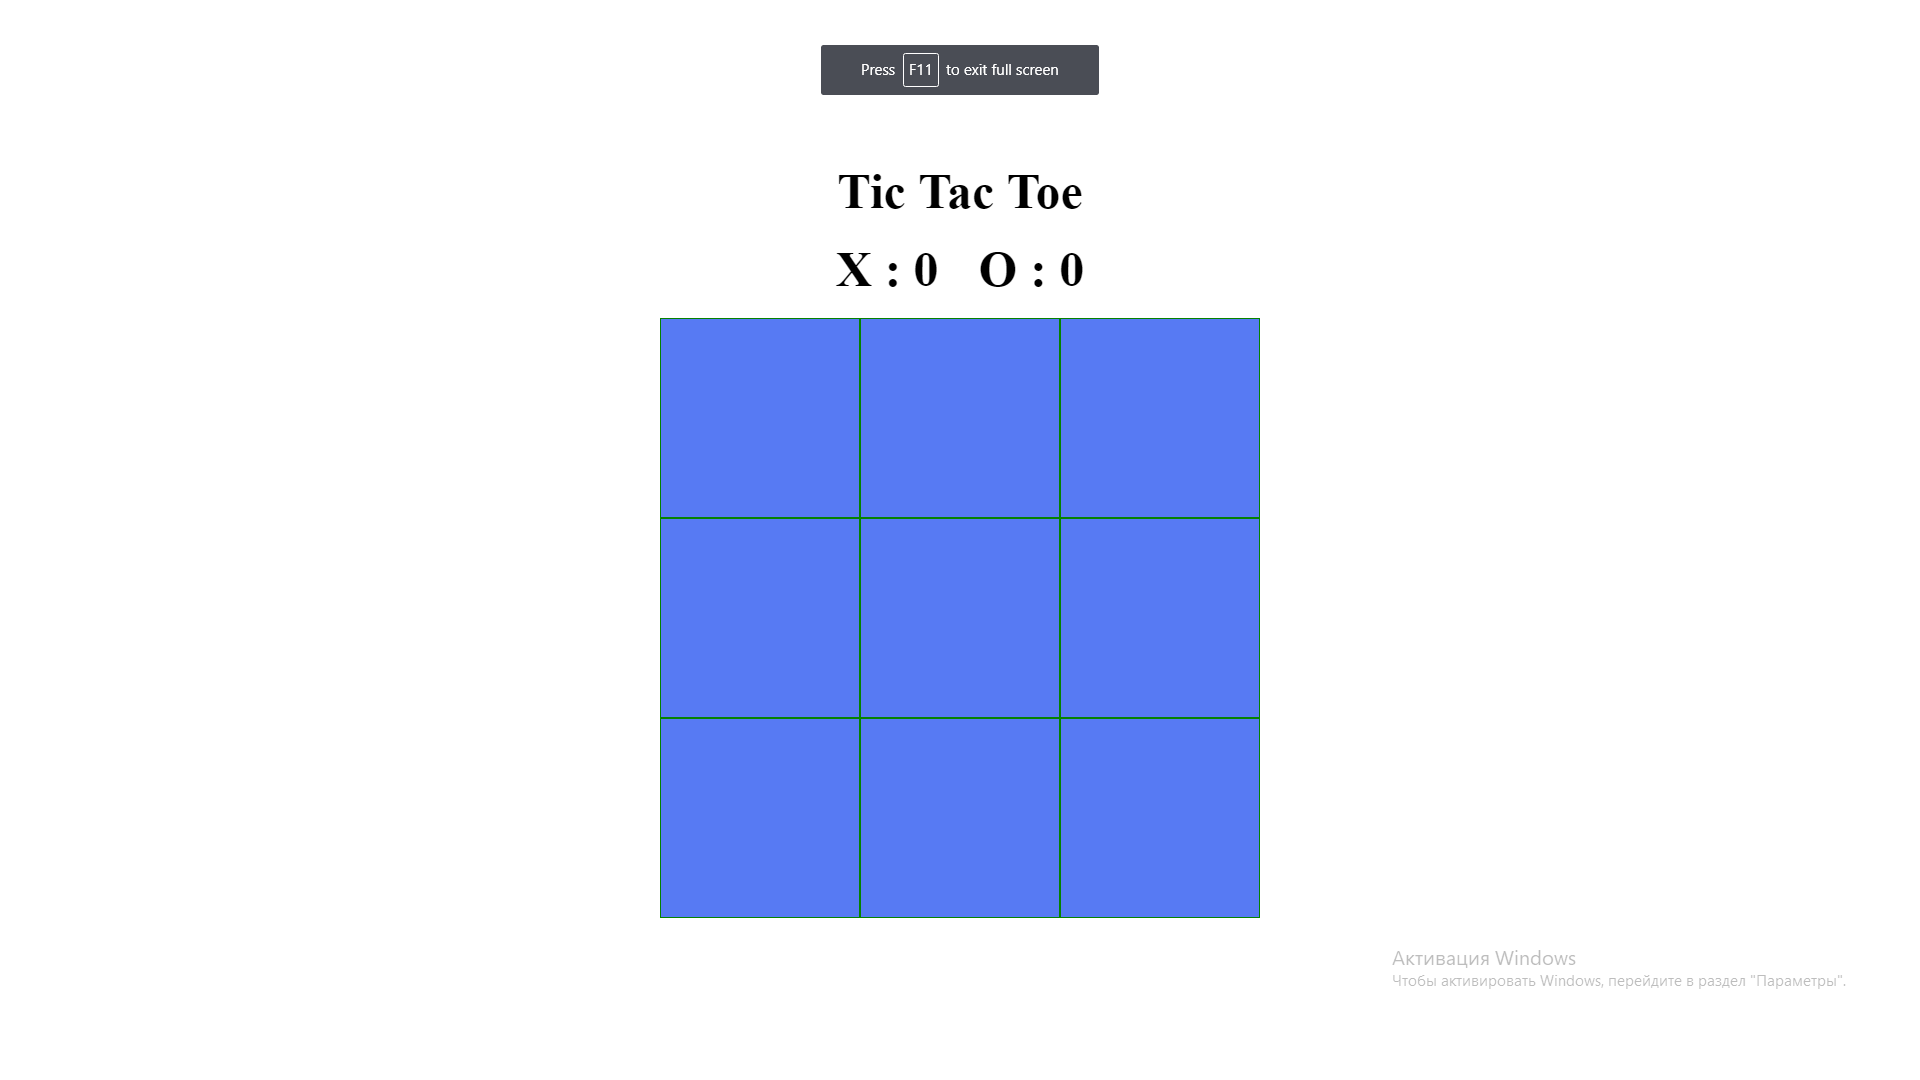 Press F11 to exit full screen
Tic Tac Toe
X : 0 O : 0
Активация Windows
Чтобы активировать Windows, перейдите в раздел "Параметры".